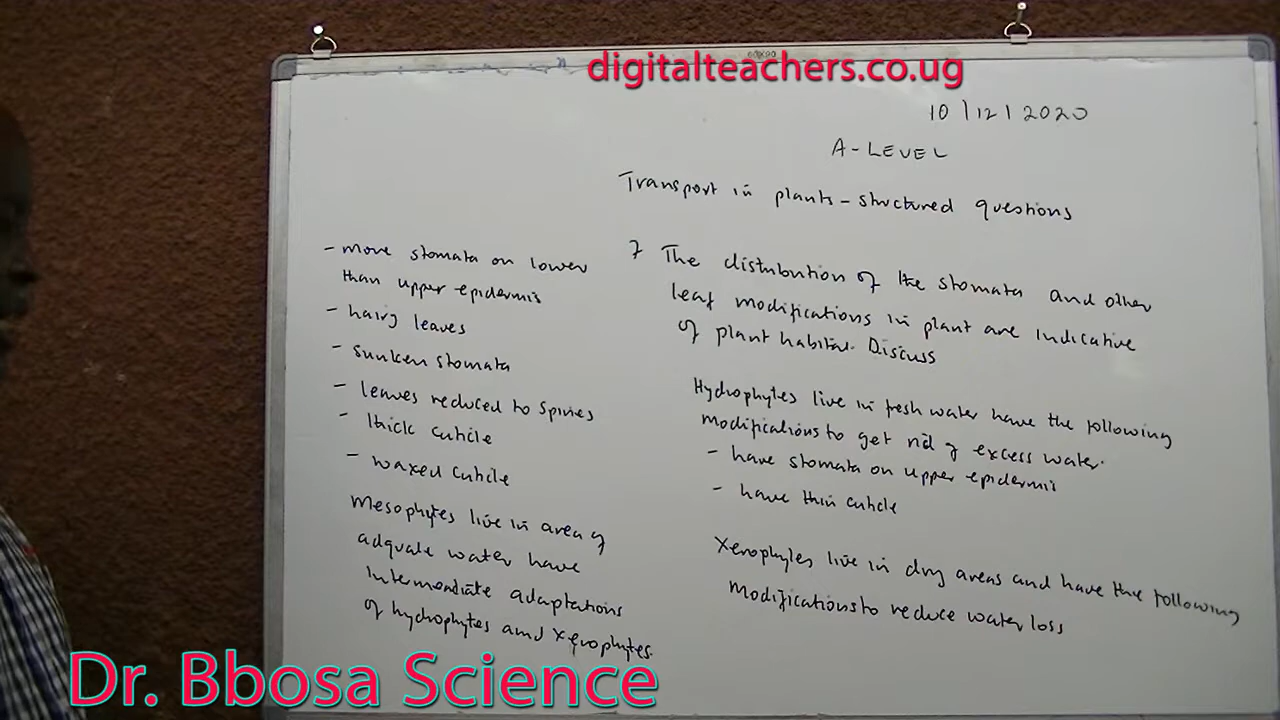 digitalteachers.co.ug
10/12/2020
A-LEVEL
Transport in plants - structured questions
7 The distribution of the stomata and other
leaf modifications in plant are indicative
of plant habitat. Discuss
Hydrophytes live in fresh water have the following
modifications to get rid of excess water.
- have stomata on upper epidermis
- have thin cuticle
Xerophytes live in dry areas and have the following
modifications to reduce water loss
- more stomata on lower
than upper epidermis
- hairy leaves
- sunken stomata
- leaves reduced to spines
- thick cuticle
- waxed cuticle
Mesophytes live in area of
adquate water have
intermediate adaptations
of hydrophytes and xerophytes.
Dr. Bbosa Science